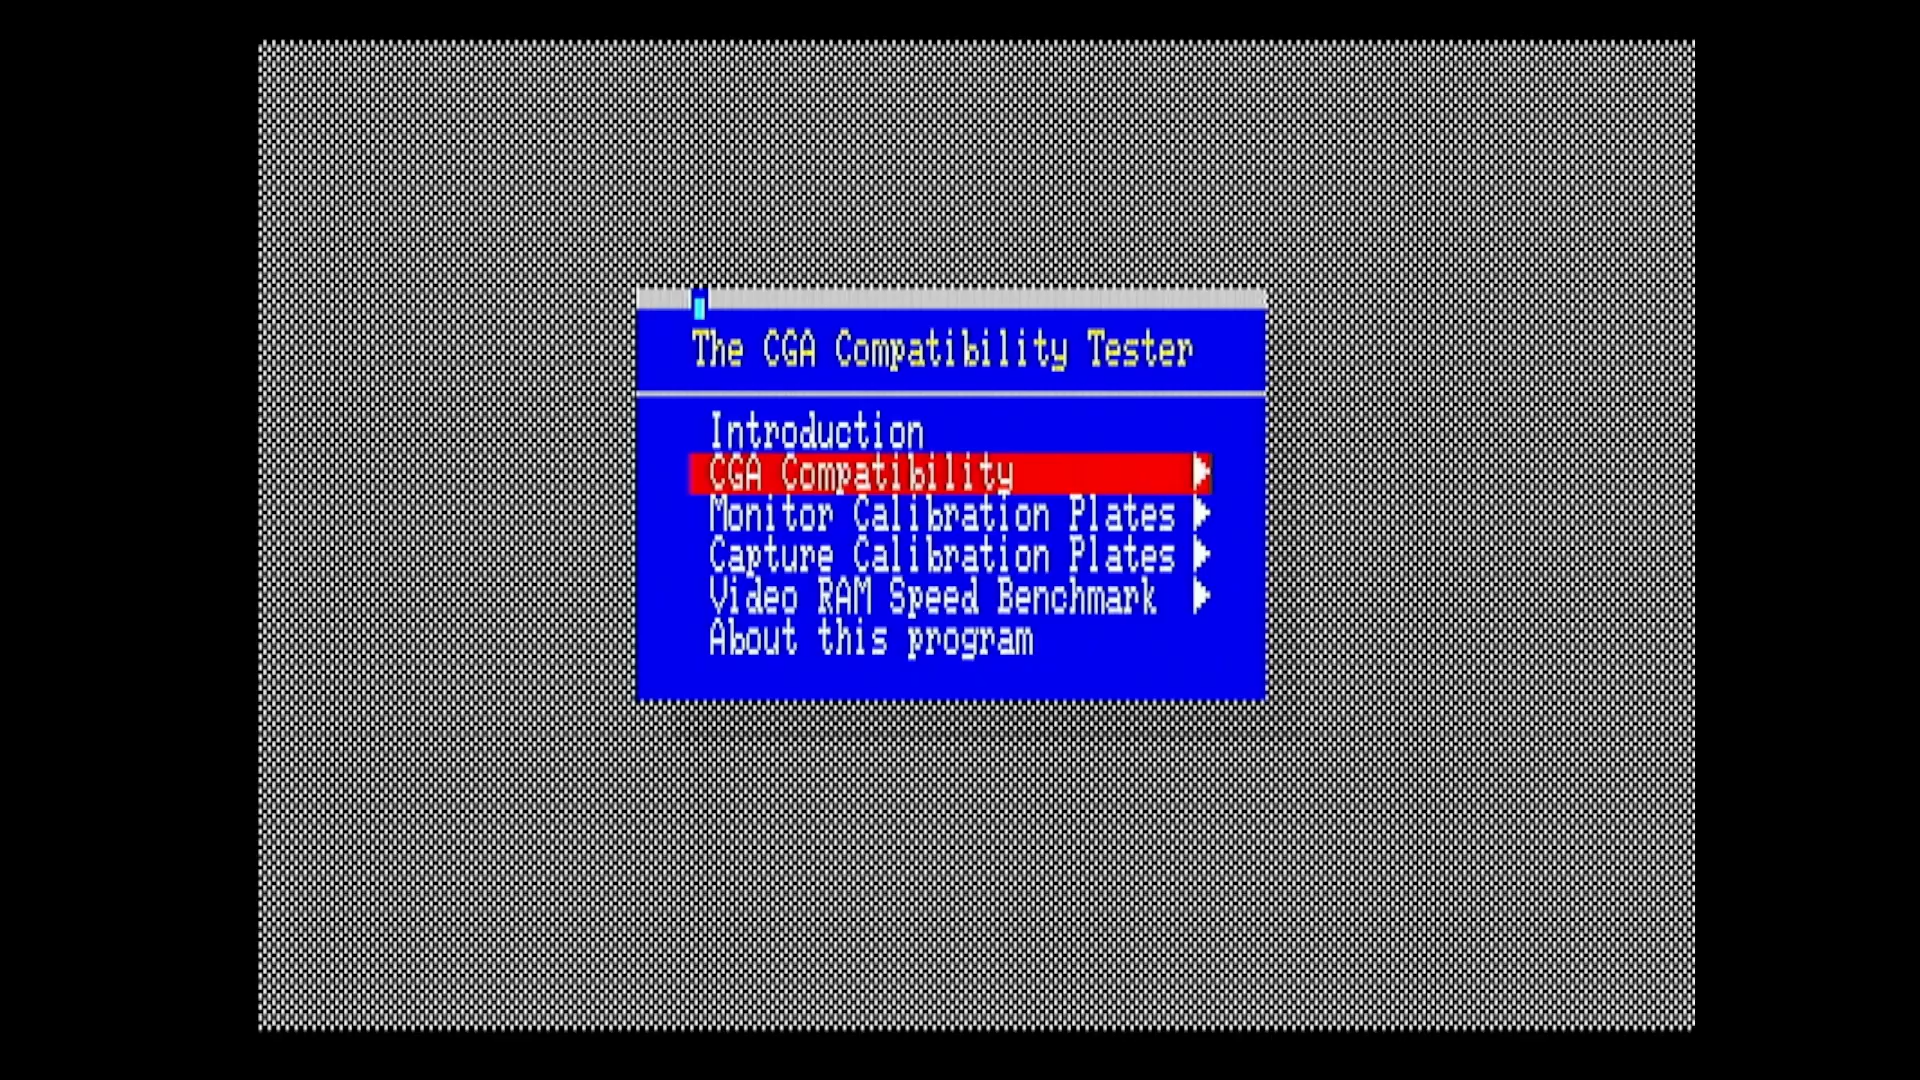 The CGA Compatibility Tester
Introduction
CGA Compatibility
Monitor Calibration Plates
Capture Calibration Plates
Video RAM Speed Benchmark
About this program